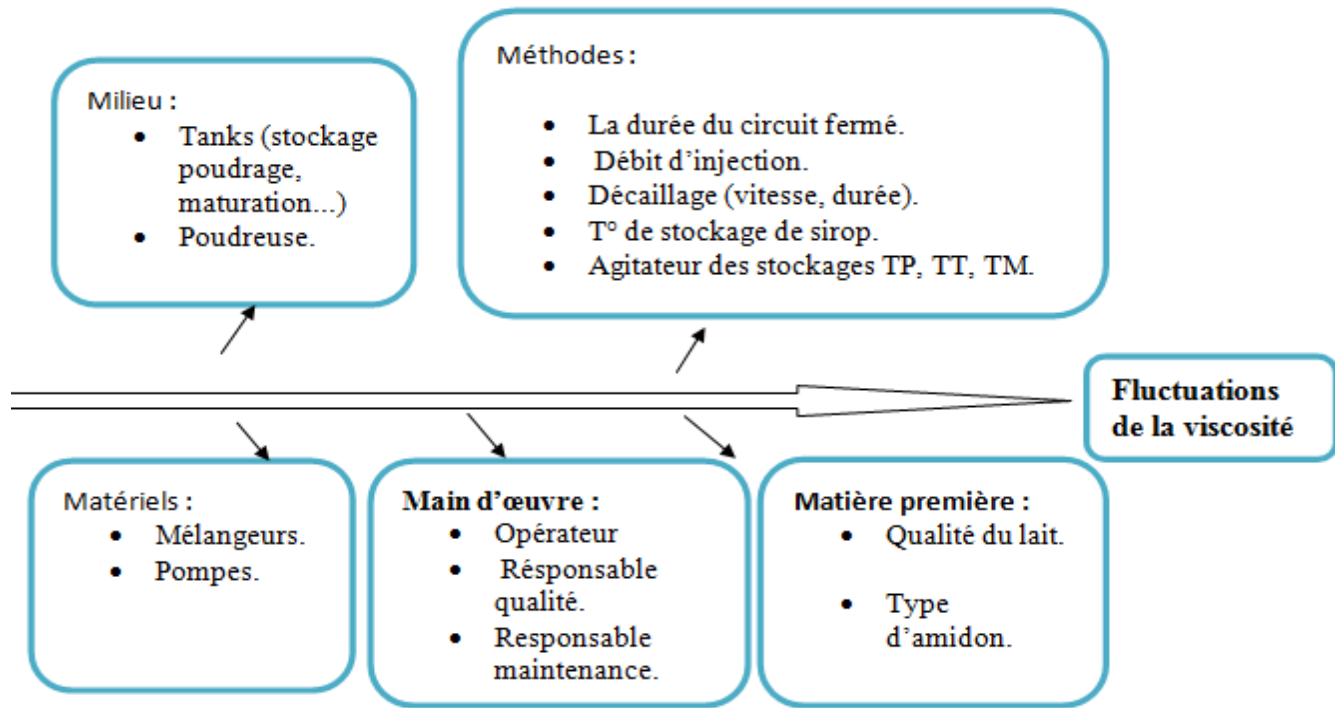 Milieu :
• Tanks (stockage
poudrage,
maturation...)
• Poudreuse.
Méthodes :
• La durée du circuit fermé.
• Débit d’injection.
• Décaillage (vitesse, durée).
• T° de stockage de sirop.
• Agitateur des stockages TP, TT, TM.
Fluctuations
de la viscosité
Matériels :
• Mélangeurs.
• Pompes.
Main d’œuvre :
• Opérateur
• Résponsable
qualité.
• Responsable
maintenance.
Matière première :
• Qualité du lait.
• Type
d’amidon.